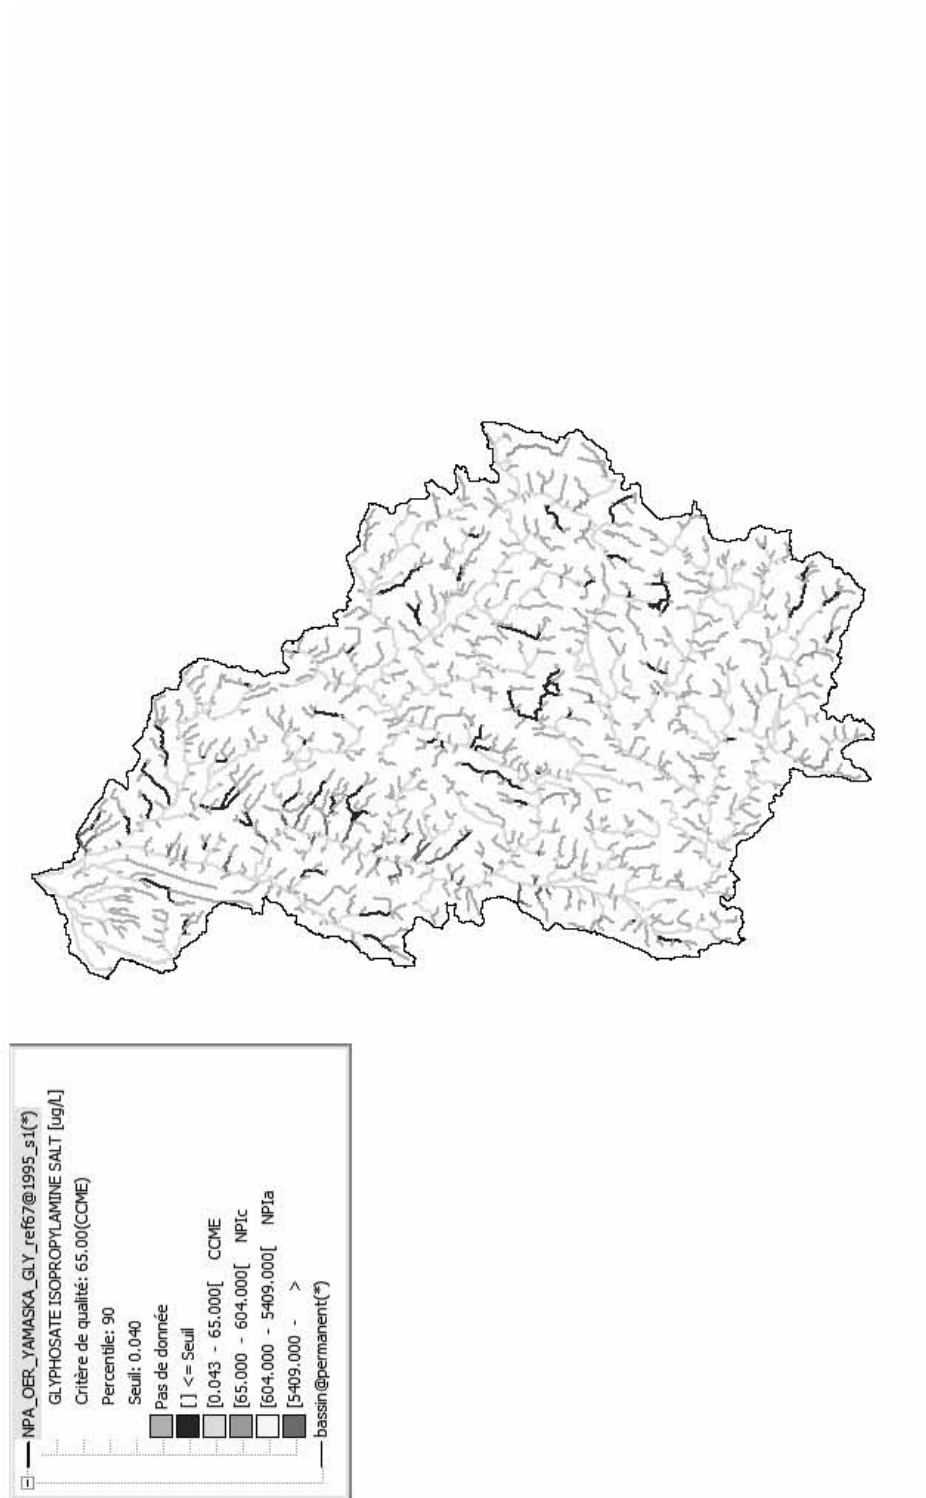 NPA_OER_YAMASKA_GLY_ref67@1995_s1(*)
GLYPHOSATE ISOPROPYLAMINE SALT [ug/L]
Critère de qualité: 65.00(CCME)
Percentile: 90
Seuil: 0.040
Pas de donnée
[] <= Seuil
[0.043 - 65.000[ CCME
[65.000 - 604.000[ NPIc
[604.000 - 5409.000[ NPIa
[5409.000 - >
bassin@permanent(*)